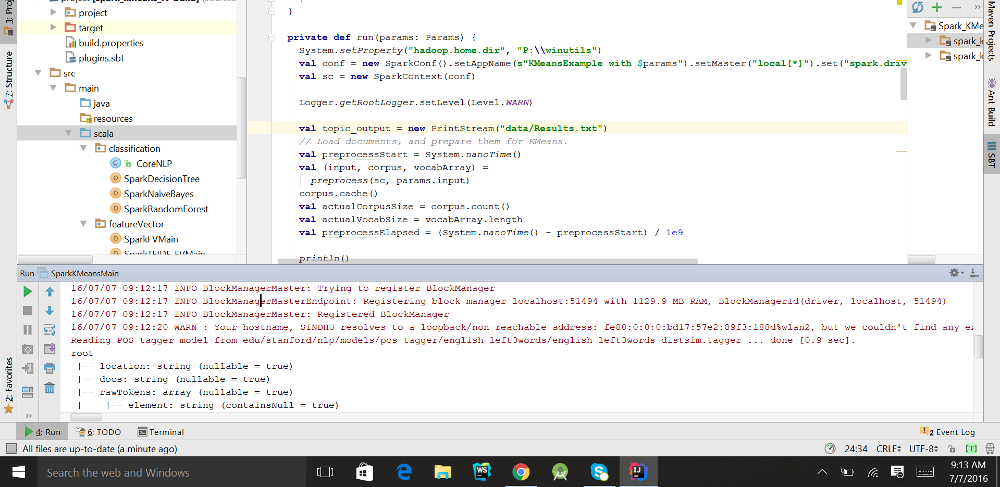 1: Proj
7: Structure
2: Favorites
project [spark_kmeans_fv-build] (sources
project
target
build.properties
plugins.sbt
src
main
java
resources
scala
classification
CoreNLP
SparkDecisionTree
SparkNaiveBayes
SparkRandomForest
featureVector
SparkFVMain
SparkTFIDF_FVMain
}
private def run(params: Params) {
System.setProperty("hadoop.home.dir", "P:\\winutils")
val conf = new SparkConf().setAppName(s"KMeansExample with $params").setMaster("local[*]").set("spark.driv
val sc = new SparkContext(conf)
Logger.getRootLogger.setLevel(Level.WARN)
val topic_output = new PrintStream("data/Results.txt")
// Load documents, and prepare them for KMeans.
val preprocessStart = System.nanoTime()
val (input, corpus, vocabArray) =
preprocess(sc, params.input)
corpus.cache()
val actualCorpusSize = corpus.count()
val actualVocabSize = vocabArray.length
val preprocessElapsed = (System.nanoTime() - preprocessStart) / 1e9
println()
Spark_KMe
spark_k
spark_k
Maven Projects
Ant Build
SBT
Run SparkKMeansMain
16/07/07 09:12:17 INFO BlockManagerMaster: Trying to register BlockManager
16/07/07 09:12:17 INFO BlockManagerMasterEndpoint: Registering block manager localhost:51494 with 1129.9 MB RAM, BlockManagerId(driver, localhost, 51494)
16/07/07 09:12:17 INFO BlockManagerMaster: Registered BlockManager
16/07/07 09:12:20 WARN : Your hostname, SINDHU resolves to a loopback/non-reachable address: fe80:0:0:0:bd17:57e2:89f3:188d%wlan2, but we couldn't find any ex
Reading POS tagger model from edu/stanford/nlp/models/pos-tagger/english-left3words/english-left3words-distsim.tagger ... done [0.9 sec].
root
|-- location: string (nullable = true)
|-- docs: string (nullable = true)
|-- rawTokens: array (nullable = true)
| |-- element: string (containsNull = true)
4: Run 6: TODO Terminal 2 Event Log
All files are up-to-date (a minute ago) 24:34 CRLF UTF-8 [T]
Search the web and Windows
WS
IJ
9:13 AM
7/7/2016